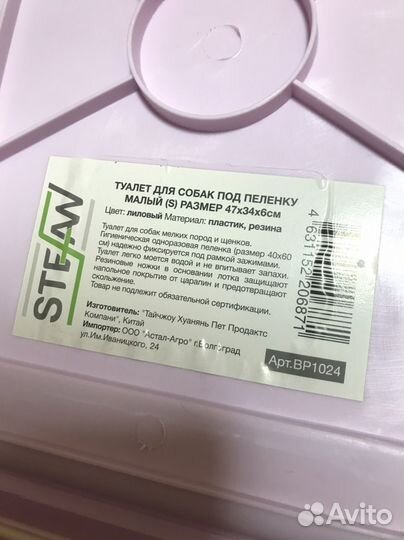 STEFAN
ТУАЛЕТ ДЛЯ СОБАК ПОД ПЕЛЕНКУ
МАЛЫЙ (S) РАЗМЕР 47x34x6см
Цвет: лиловый Материал: пластик, резина
Туалет для собак мелких пород и щенков.
Гигиеническая одноразовая пеленка (размер 40x60
см) надежно фиксируется под рамкой зажимами.
Туалет легко моется водой и не впитывает запахи.
Резиновые ножки в основании лотка защищают
напольное покрытие от царапин и предотвращают
скольжение.
Товар не подлежит обязательной сертификации.
Изготовитель: "Тайчжоу Хуанянь Пет Продактс
Компани", Китай
Импортер: ООО "Астал-Агро" г.Волгоград
ул.Им.Иваницкого, 24
4 631152 206871
Арт.BP1024
Avito